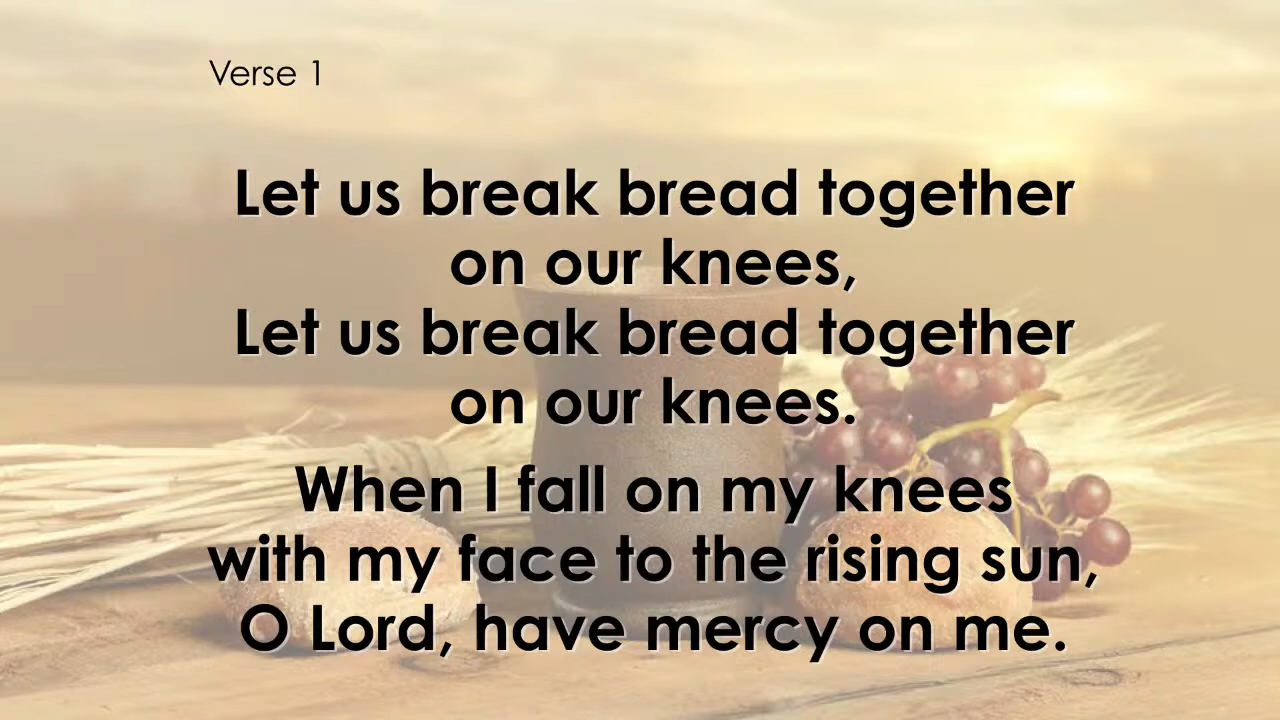 Verse 1
Let us break bread together
on our knees,
Let us break bread together
on our knees.
When I fall on my knees
with my face to the rising sun,
O Lord, have mercy on me.